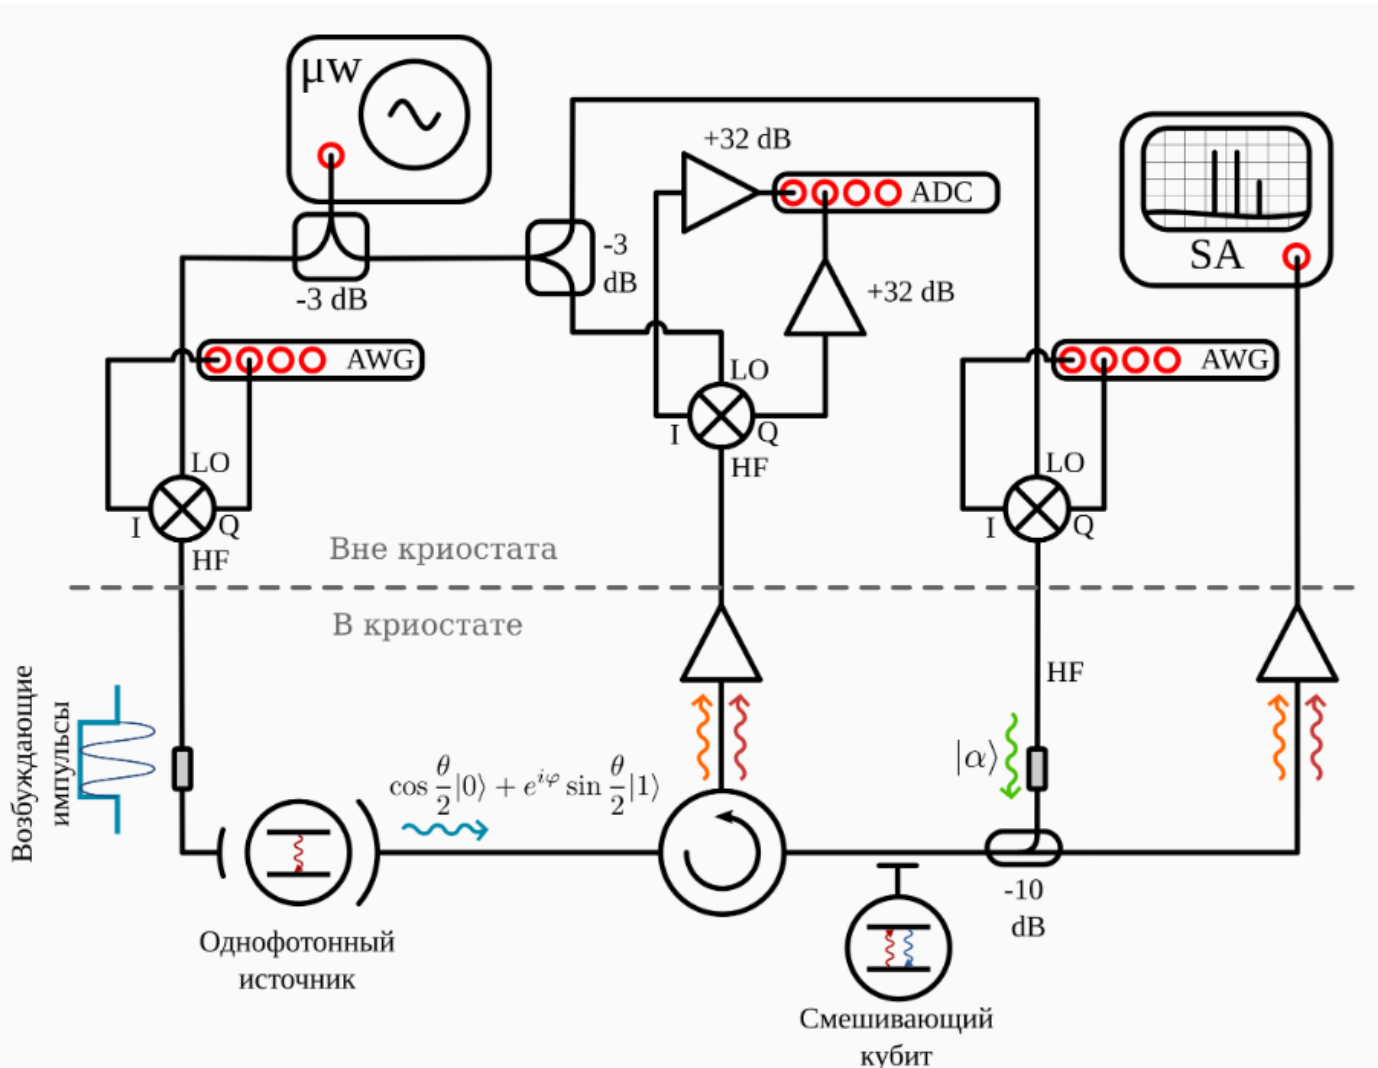 μw
+32 dB
ADC
-3
dB
SA
-3 dB
+32 dB
AWG
LO
AWG
I
Q
HF
LO
I
Q
HF
LO
I
Q
Вне криостата
В криостате
HF
Возбуждающие
импульсы
cos θ/2|0⟩ + e^{iφ} sin θ/2|1⟩
|α⟩
-10
dB
Однофотонный
источник
Смешивающий
кубит